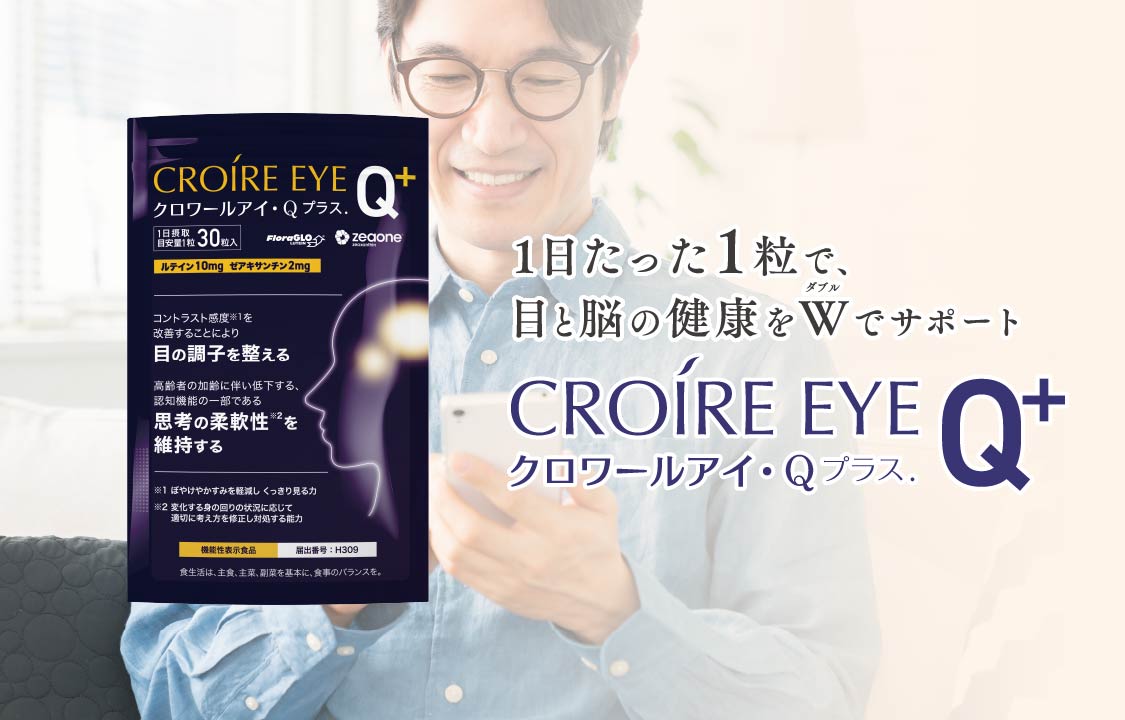 CROÍRE EYE Q+
クロワールアイ・Q プラス.
1日摂取
目安量1粒 30粒入
FloraGLO LUTEIN zeaone zeaxanthin
ルテイン10mg ゼアキサンチン2mg
コントラスト感度※1を
改善することにより
目の調子を整える
高齢者の加齢に伴い低下する、
認知機能の一部である
思考の柔軟性※2を
維持する
※1 ぼやけやかすみを軽減し くっきり見る力
※2 変化する身の回りの状況に応じて
適切に考え方を修正し対処する能力
機能性表示食品 届出番号:H309
食生活は、主食、主菜、副菜を基本に、食事のバランスを。
1日たった1粒で、
ダブル
目と脳の健康をWでサポート
CROÍRE EYE Q+
クロワールアイ・Q プラス.